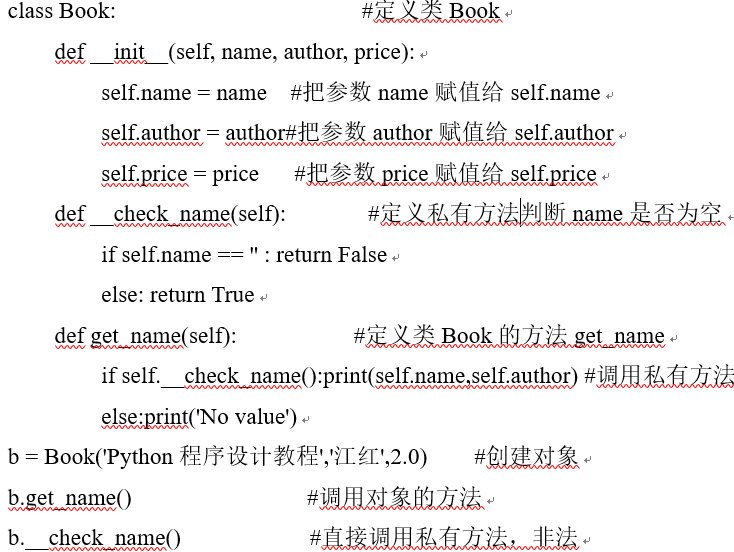 class Book: #定义类 Book
def __init__(self, name, author, price):
self.name = name #把参数 name 赋值给 self.name
self.author = author#把参数 author 赋值给 self.author
self.price = price #把参数 price 赋值给 self.price
def __check_name(self): #定义私有方法判断 name 是否为空
if self.name == '' : return False
else: return True
def get_name(self): #定义类 Book 的方法 get_name
if self.__check_name():print(self.name,self.author) #调用私有方法
else:print('No value')
b = Book('Python 程序设计教程','江红',2.0) #创建对象
b.get_name() #调用对象的方法
b.__check_name() #直接调用私有方法，非法